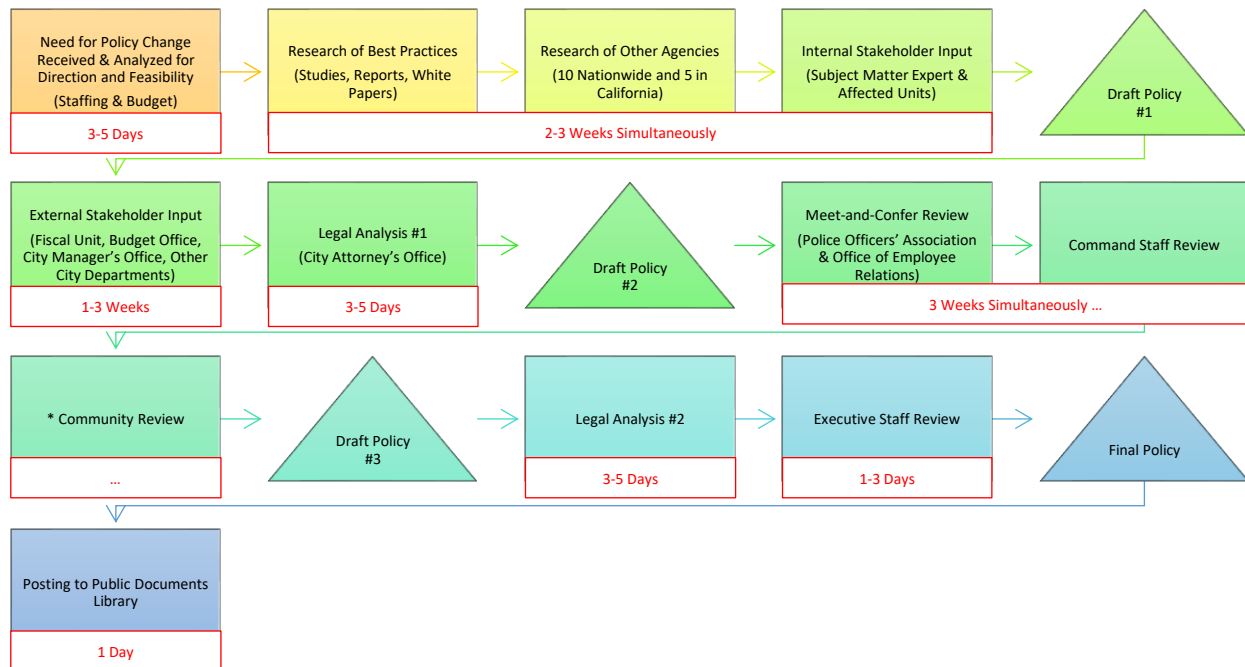 Need for Policy Change
Received & Analyzed for
Direction and Feasibility
(Staffing & Budget)
3-5 Days
Research of Best Practices
(Studies, Reports, White
Papers)
Research of Other Agencies
(10 Nationwide and 5 in
California)
Internal Stakeholder Input
(Subject Matter Expert &
Affected Units)
2-3 Weeks Simultaneously
Draft Policy
#1
External Stakeholder Input
(Fiscal Unit, Budget Office,
City Manager’s Office, Other
City Departments)
1-3 Weeks
Legal Analysis #1
(City Attorney’s Office)
3-5 Days
Draft Policy
#2
Meet-and-Confer Review
(Police Officers’ Association
& Office of Employee
Relations)
Command Staff Review
3 Weeks Simultaneously ...
* Community Review
...
Draft Policy
#3
Legal Analysis #2
3-5 Days
Executive Staff Review
1-3 Days
Final Policy
Posting to Public Documents
Library
1 Day